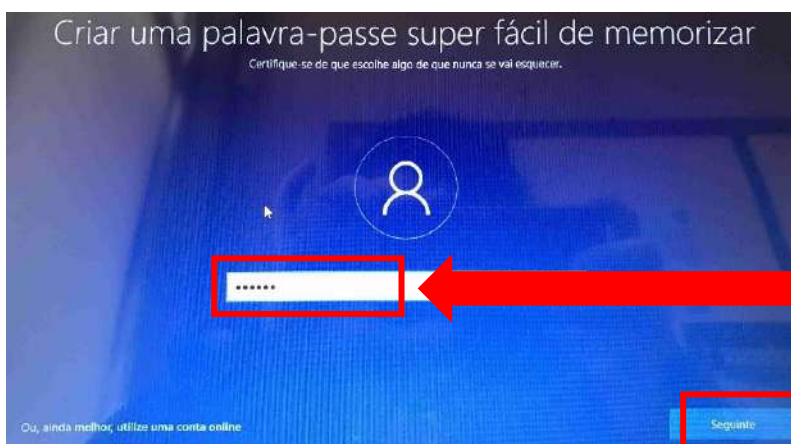 Criar uma palavra-passe super fácil de memorizar
Certifique-se de que escolhe algo de que nunca se vai esquecer.
••••••
Ou, ainda melhor, utilize uma conta online
Seguinte